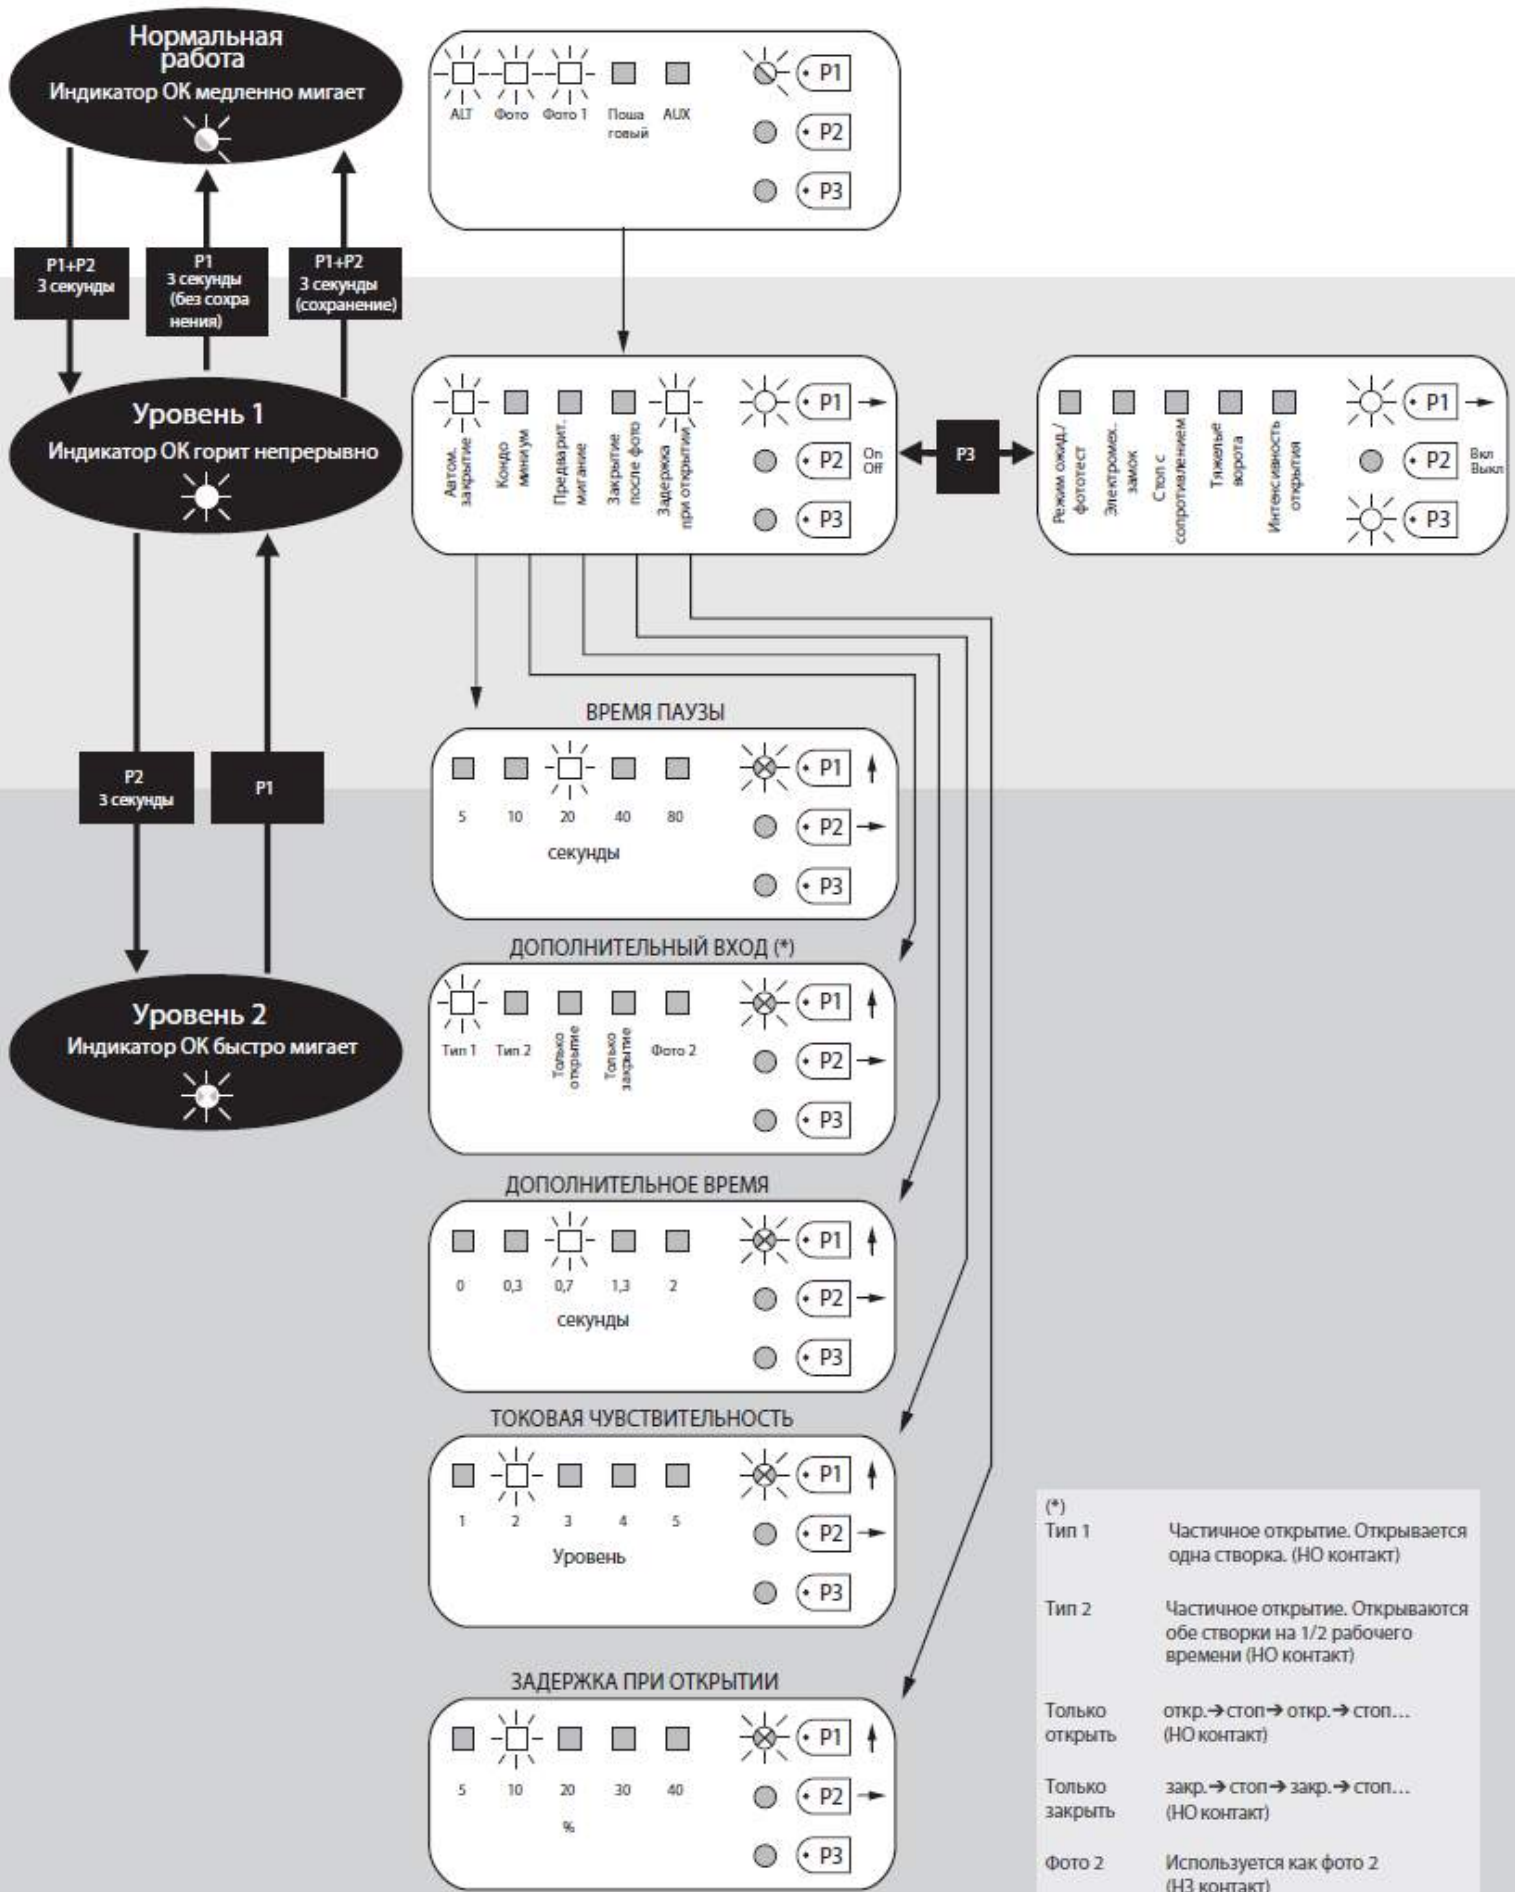 Нормальная
работа
Индикатор ОК медленно мигает
ALT Фото Фото 1 Поша
говый AUX
P1
P2
P3
P1+P2
3 секунды
P1
3 секунды
(без сохра
нения)
P1+P2
3 секунды
(сохранение)
Уровень 1
Индикатор ОК горит непрерывно
Автом.
закрытие
Кондо
миниум
Предварит.
мигание
Закрытие
после фото
Задержка
при открытии
P1
P2 On
Off
P3
P3
Режим ожид./
фототест
Электромех.
замок
Стоп с
сопротивлением
Тяжелые
ворота
Интенсивность
открытия
P1
P2 Вкл
Выкл
P3
P2
3 секунды
P1
ВРЕМЯ ПАУЗЫ
5 10 20 40 80
секунды
P1
P2
P3
Уровень 2
Индикатор ОК быстро мигает
ДОПОЛНИТЕЛЬНЫЙ ВХОД (*)
Тип 1 Тип 2
Только
открытие
Только
закрытие
Фото 2
P1
P2
P3
ДОПОЛНИТЕЛЬНОЕ ВРЕМЯ
0 0,3 0,7 1,3 2
секунды
P1
P2
P3
ТОКОВАЯ ЧУВСТВИТЕЛЬНОСТЬ
1 2 3 4 5
Уровень
P1
P2
P3
ЗАДЕРЖКА ПРИ ОТКРЫТИИ
5 10 20 30 40
%
P1
P2
P3
(*)
Тип 1 Частичное открытие. Открывается
одна створка. (НО контакт)
Тип 2 Частичное открытие. Открываются
обе створки на 1/2 рабочего
времени (НО контакт)
Только откр.➔стоп➔откр.➔стоп...
открыть (НО контакт)
Только закр.➔стоп➔закр.➔стоп...
закрыть (НО контакт)
Фото 2 Используется как фото 2
(НЗ контакт)